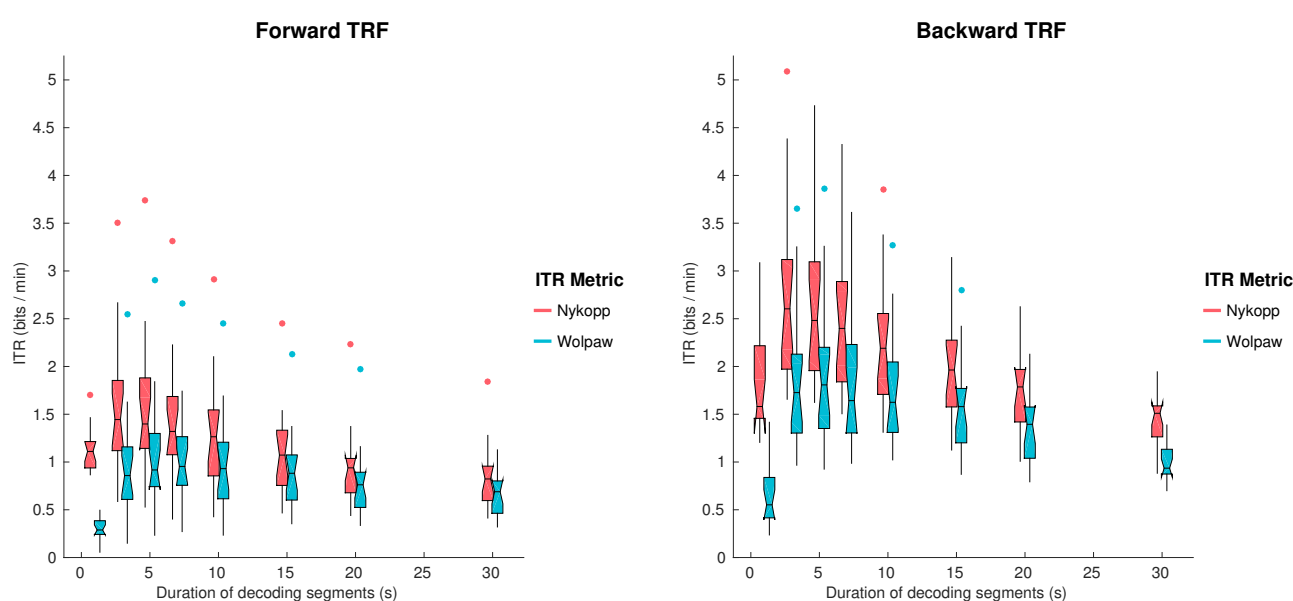 Forward TRF
5
4.5
4
3.5
3
2.5
2
1.5
1
0.5
0
ITR (bits / min)
0 5 10 15 20 25 30
Duration of decoding segments (s)
ITR Metric
Nykopp
Wolpaw
Backward TRF
5
4.5
4
3.5
3
2.5
2
1.5
1
0.5
0
ITR (bits / min)
0 5 10 15 20 25 30
Duration of decoding segments (s)
ITR Metric
Nykopp
Wolpaw